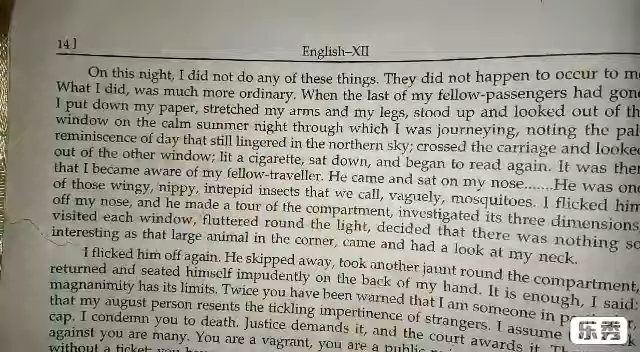 14]
English–XII
On this night, I did not do any of these things. They did not happen to occur to
What I did, was much more ordinary. When the last of my fellow-passengers had
I put down my paper, stretched my arms and my legs, stood up and looked out of
window on the calm summer night through which I was journeying, noting the
reminiscence of day that still lingered in the northern sky; crossed the carriage and
out of the other window; lit a cigarette, sat down, and began to read again. It was
that I became aware of my fellow-traveller. He came and sat on my nose.......He was
of those wingy, nippy, intrepid insects that we call, vaguely, mosquitoes. I flicked him
off my nose, and he made a tour of the compartment, investigated its three dimensions,
visited each window, fluttered round the light, decided that there was nothing so
interesting as that large animal in the corner, came and had a look at my neck.
I flicked him off again. He skipped away, took another jaunt round the compartment,
returned and seated himself impudently on the back of my hand. It is enough, I said;
magnanimity has its limits. Twice you have been warned that I am someone in
that my august person resents the tickling impertinence of strangers. I assume
cap. I condemn you to death. Justice demands it, and the court awards it.
against you are many. You are a vagrant, you are a public
without a ticket; you
乐秀